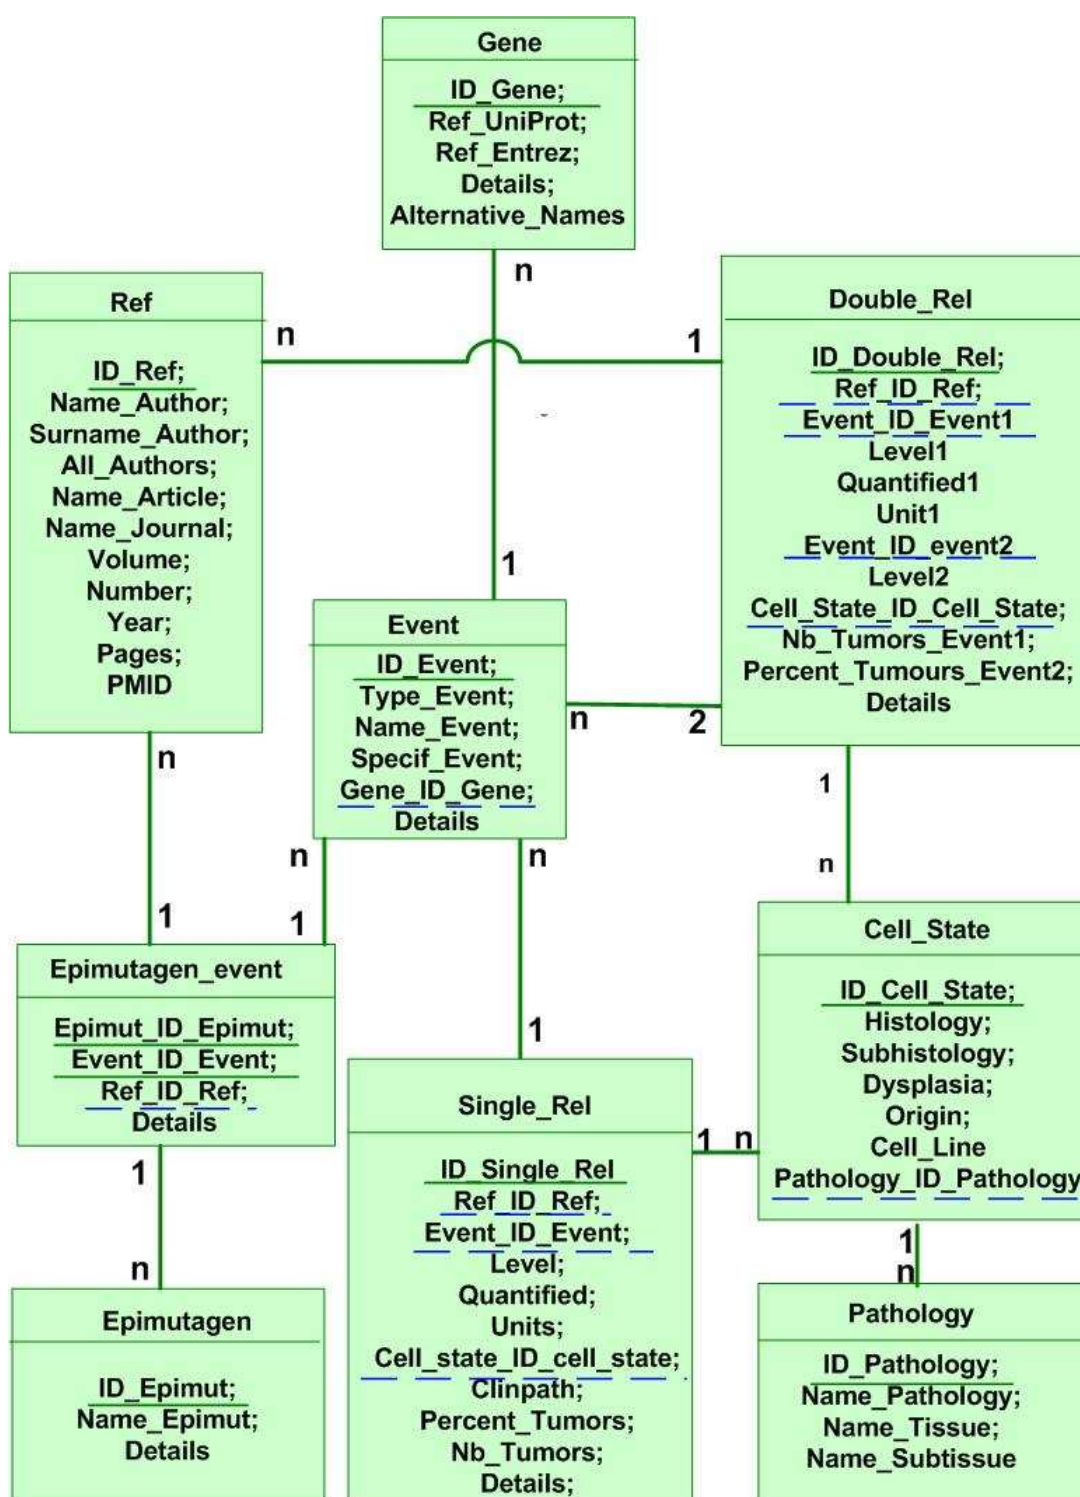 Gene
ID_Gene;
Ref_UniProt;
Ref_Entrez;
Details;
Alternative_Names
n
Ref
ID_Ref;
Name_Author;
Surname_Author;
All_Authors;
Name_Article;
Name_Journal;
Volume;
Number;
Year;
Pages;
PMID
n
1
Double_Rel
ID_Double_Rel;
Ref_ID_Ref;
Event_ID_Event1
Level1
Quantified1
Unit1
Event_ID_event2
Level2
Cell_State_ID_Cell_State;
Nb_Tumors_Event1;
Percent_Tumours_Event2;
Details
1
Event
ID_Event;
Type_Event;
Name_Event;
Specif_Event;
Gene_ID_Gene;
Details
n
2
n
1
n
1
n
1
n
1
n
Epimutagen_event
Epimut_ID_Epimut;
Event_ID_Event;
Ref_ID_Ref;
Details
1
n
Cell_State
ID_Cell_State;
Histology;
Subhistology;
Dysplasia;
Origin;
Cell_Line
Pathology_ID_Pathology
Single_Rel
ID_Single_Rel
Ref_ID_Ref;
Event_ID_Event;
Level;
Quantified;
Units;
Cell_state_ID_cell_state;
Clinpath;
Percent_Tumors;
Nb_Tumors;
Details;
1 n
1
n
Epimutagen
ID_Epimut;
Name_Epimut;
Details
Pathology
ID_Pathology;
Name_Pathology;
Name_Tissue;
Name_Subtissue